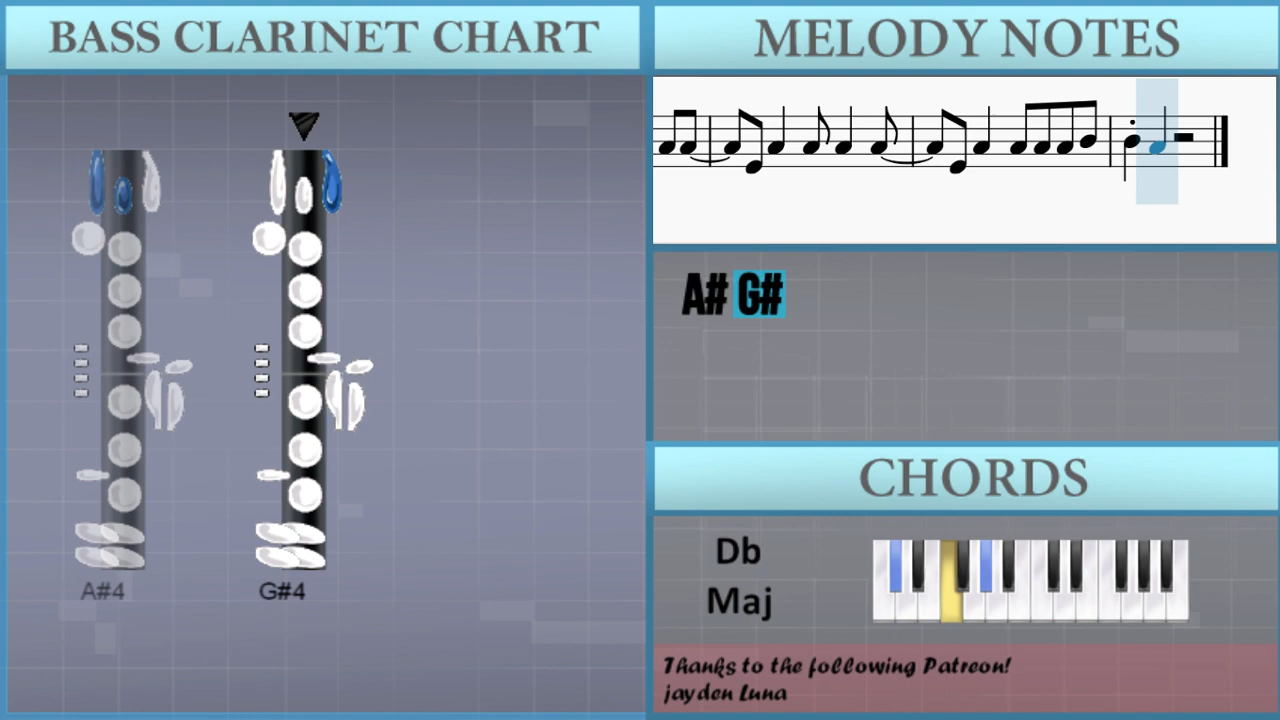 BASS CLARINET CHART
MELODY NOTES
A# G#
A#4
G#4
CHORDS
Db
Maj
Thanks to the following Patreon!
jayden Luna